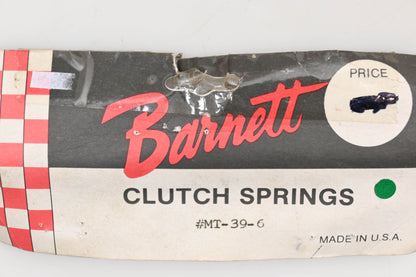 PRICE
Barnett
CLUTCH SPRINGS
#MT-39-6
MADE IN U.S.A.